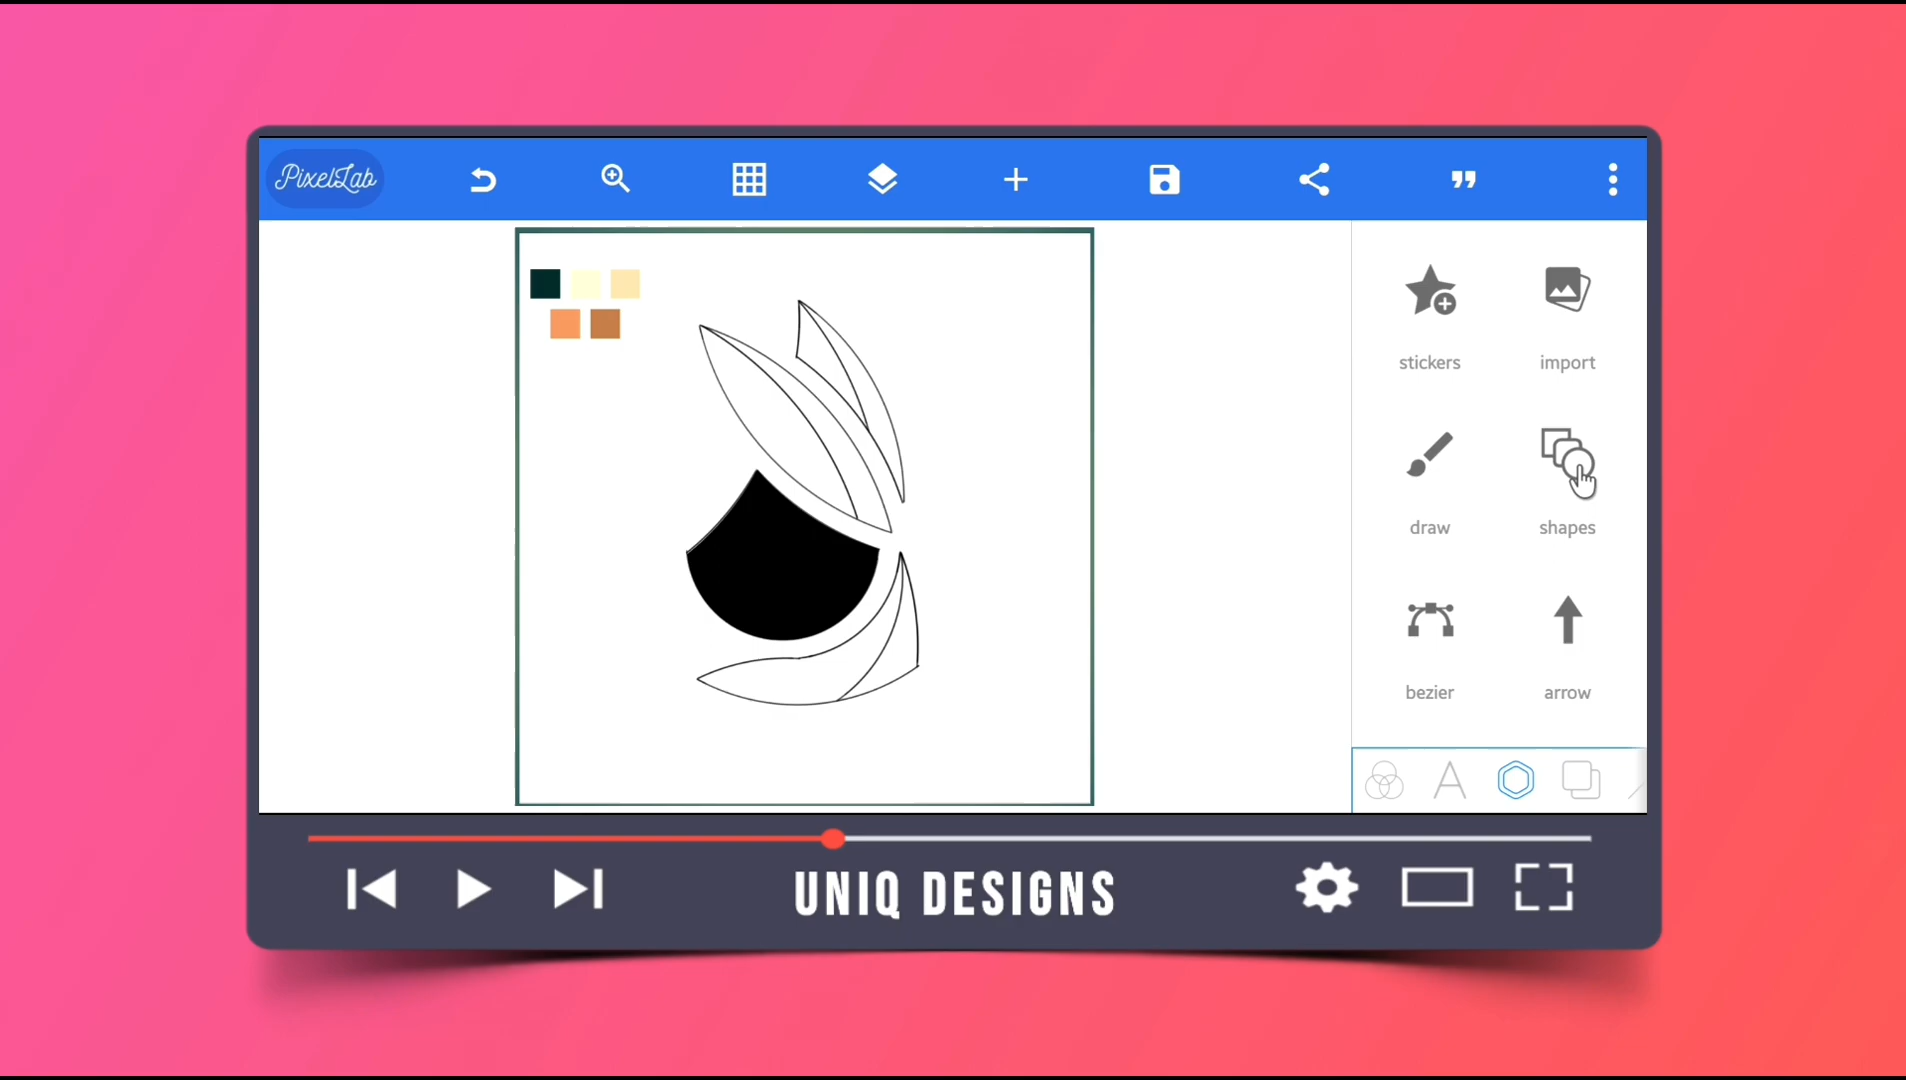 PixelLab
stickers
import
draw
shapes
bezier
arrow
UNIQ DESIGNS